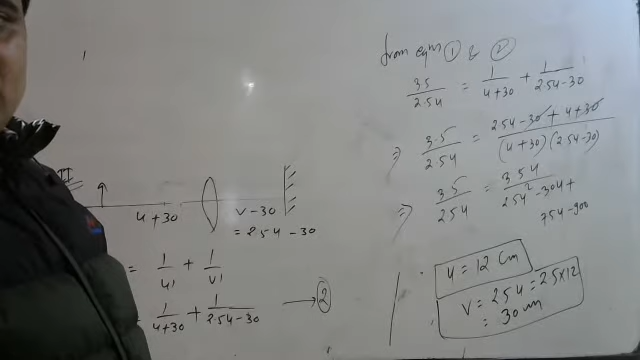 from eqns ① & ②
3.5/2.5u = 1/(u+30) + 1/(2.5u-30)
⇒ 3.5/2.5u = (2.5u-30+u+30)/((u+30)(2.5u-30))
⇒ 3.5/2.5u = 3.5u/(2.5u²-30u+
75u-900
u = 12 cm
v = 2.5u = 2.5×12
= 30 cm
II
u+30
v-30
= 2.5u-30
= 1/u' + 1/v'
1/(u+30) + 1/(2.5u-30) → ②